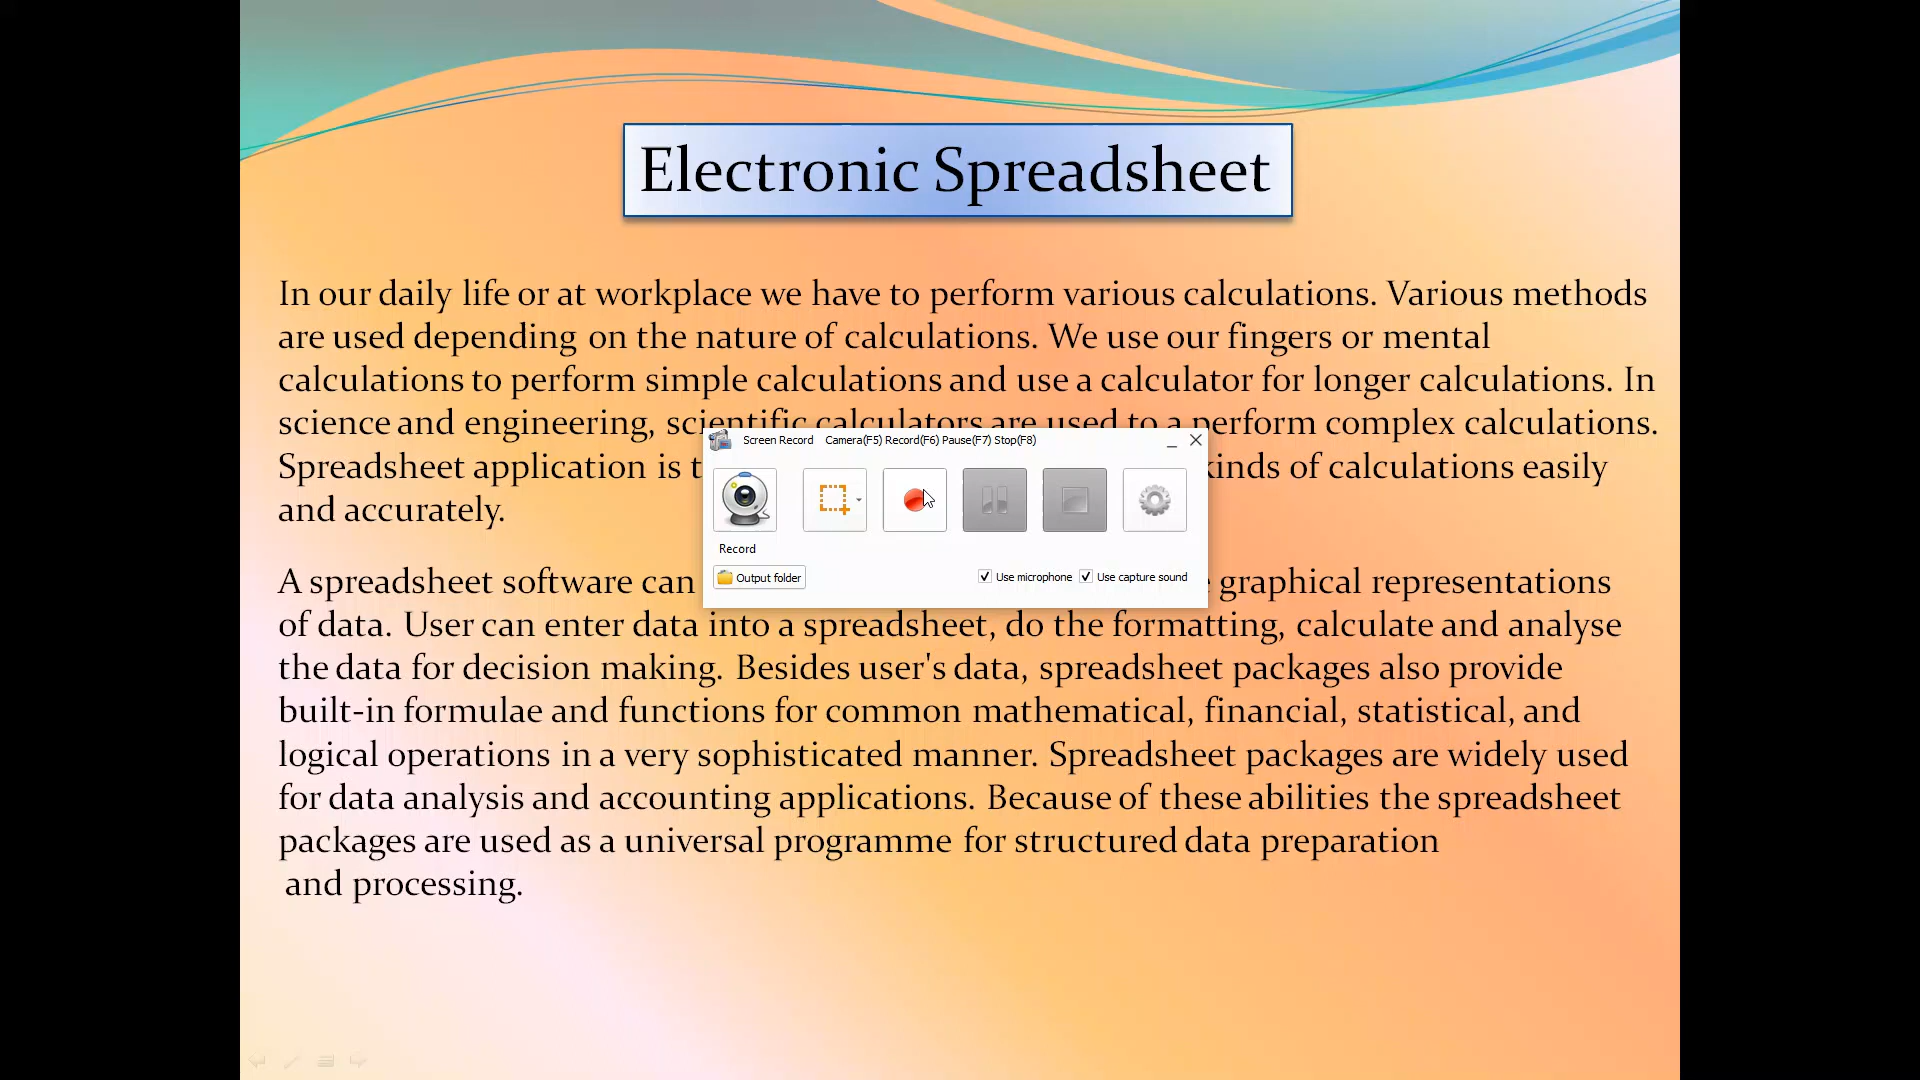 Electronic Spreadsheet
In our daily life or at workplace we have to perform various calculations. Various methods
are used depending on the nature of calculations. We use our fingers or mental
calculations to perform simple calculations and use a calculator for longer calculations. In
science and engineering, scientific calculators are used to a perform complex calculations.
Spreadsheet application is kinds of calculations easily
and accurately.
Screen Record Camera(F5) Record(F6) Pause(F7) Stop(F8)
Record
Output folder Use microphone Use capture sound
A spreadsheet software can graphical representations
of data. User can enter data into a spreadsheet, do the formatting, calculate and analyse
the data for decision making. Besides user's data, spreadsheet packages also provide
built-in formulae and functions for common mathematical, financial, statistical, and
logical operations in a very sophisticated manner. Spreadsheet packages are widely used
for data analysis and accounting applications. Because of these abilities the spreadsheet
packages are used as a universal programme for structured data preparation
and processing.